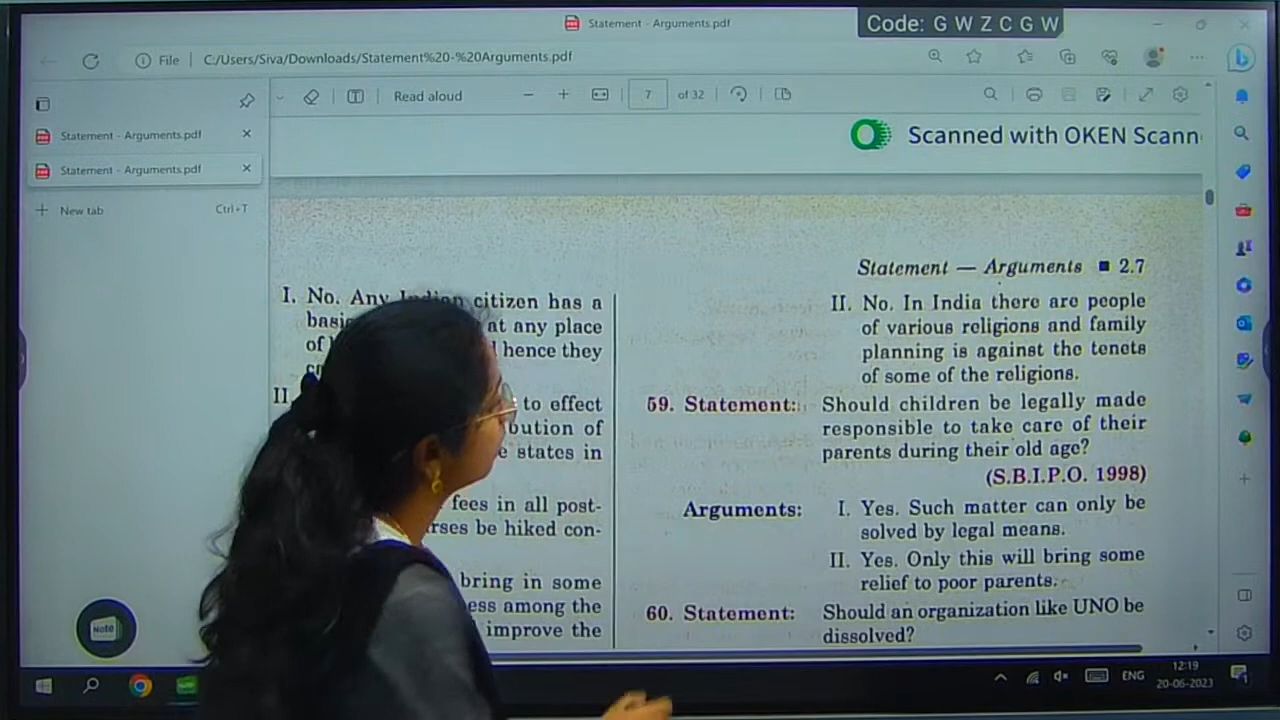 Statement - Arguments.pdf
Code: G W Z C G W
File
C:/Users/Siva/Downloads/Statement%20-%20Arguments.pdf
Read aloud
7
of 32
Statement - Arguments.pdf
Statement - Arguments.pdf
New tab
Ctrl+T
Scanned with OKEN Scann
Statement — Arguments ■ 2.7
I. No. Any Indian citizen has a
at any place
of
hence they
II
to effect
bution of
states in
fees in all post-
rses be hiked con-
bring in some
ess among the
improve the
II. No. In India there are people
of various religions and family
planning is against the tenets
of some of the religions.
59. Statement: Should children be legally made
responsible to take care of their
parents during their old age?
(S.B.I.P.O. 1998)
Arguments: I. Yes. Such matter can only be
solved by legal means.
II. Yes. Only this will bring some
relief to poor parents.
60. Statement: Should an organization like UNO be
dissolved?
Note
ENG
12:19
20-06-2023